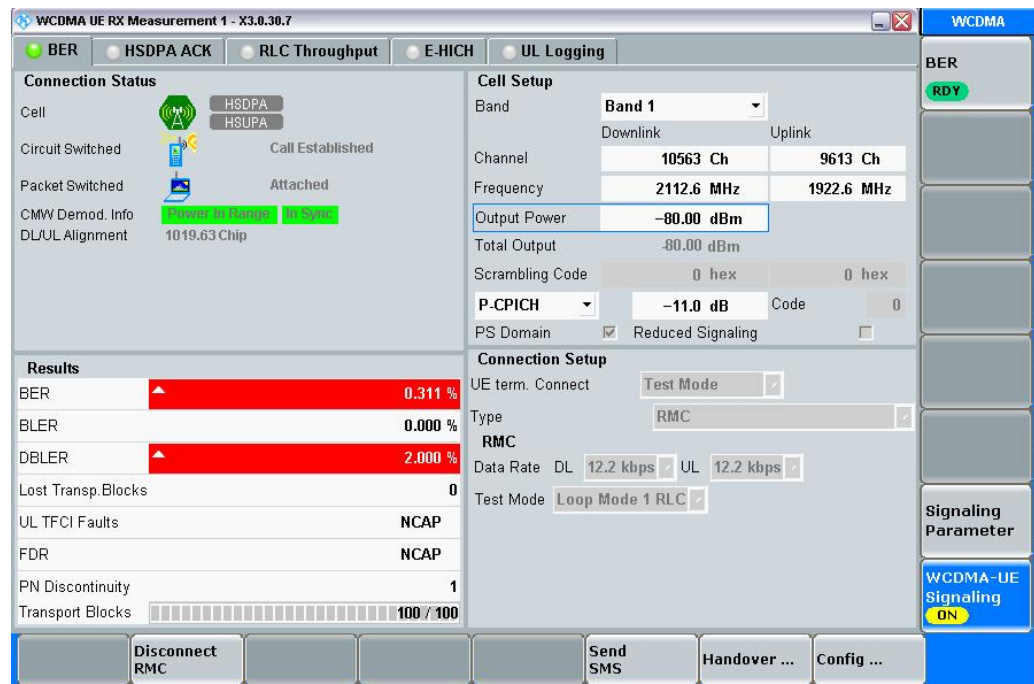 WCDMA UE RX Measurement 1 - X3.0.30.7
WCDMA
BER
HSDPA ACK
RLC Throughput
E-HICH
UL Logging
BER
RDY
Connection Status
Cell
HSDPA
HSUPA
Circuit Switched
Call Established
Packet Switched
Attached
CMW Demod. Info
Power In Range
In Sync
DL/UL Alignment
1019.63 Chip
Cell Setup
Band
Band 1
Downlink
Uplink
Channel
10563 Ch
9613 Ch
Frequency
2112.6 MHz
1922.6 MHz
Output Power
−80.00 dBm
Total Output
-80.00 dBm
Scrambling Code
0 hex
0 hex
P-CPICH
−11.0 dB
Code
0
PS Domain
Reduced Signaling
Results
BER
0.311 %
BLER
0.000 %
DBLER
2.000 %
Lost Transp.Blocks
0
UL TFCI Faults
NCAP
FDR
NCAP
PN Discontinuity
1
Transport Blocks
100 / 100
Connection Setup
UE term. Connect
Test Mode
Type
RMC
RMC
Data Rate DL 12.2 kbps UL 12.2 kbps
Test Mode Loop Mode 1 RLC
Signaling
Parameter
WCDMA-UE
Signaling
ON
Disconnect
RMC
Send
SMS
Handover ...
Config ...